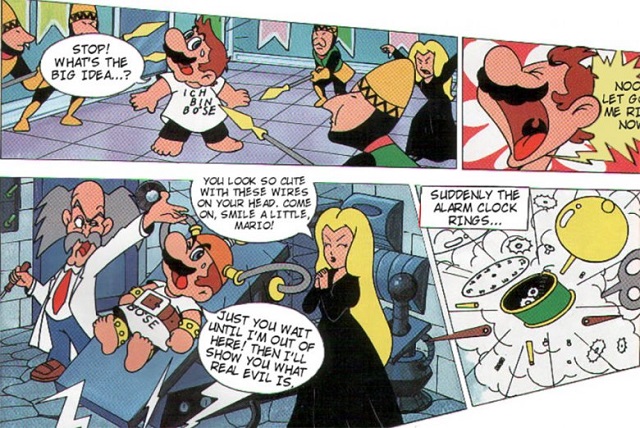 STOP!
WHAT'S THE
BIG IDEA...?
ICH
BIN
BÖSE
NOO
LET G
ME RI
NOW
YOU LOOK SO CUTE
WITH THESE WIRES
ON YOUR HEAD. COME
ON, SMILE A LITTLE,
MARIO!
BÖSE
JUST YOU WAIT
UNTIL I'M OUT OF
HERE! THEN I'LL
SHOW YOU WHAT
REAL EVIL IS.
SUDDENLY THE
ALARM CLOCK
RINGS...